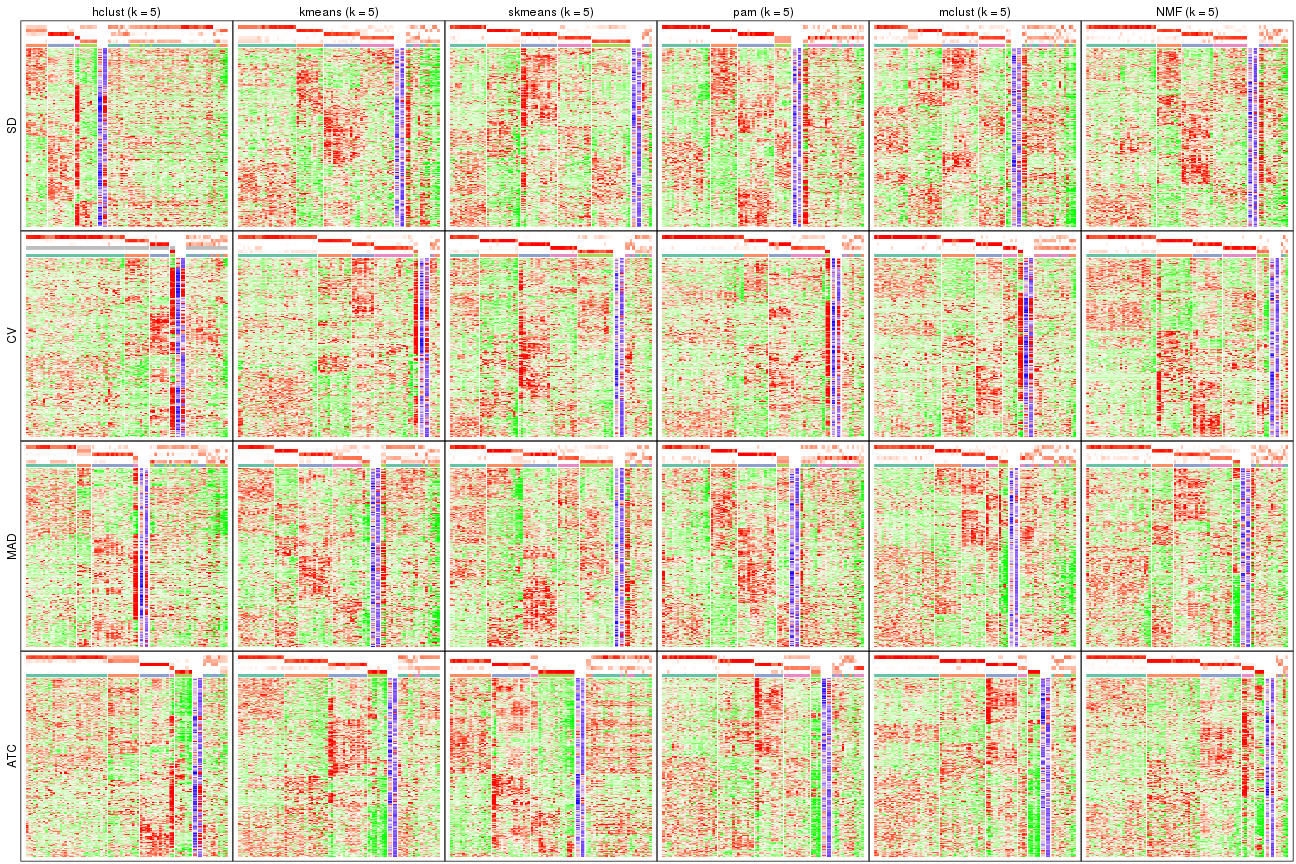 hclust (k = 5) kmeans (k = 5) skmeans (k = 5) pam (k = 5) mclust (k = 5) NMF (k = 5)
SD
CV
MAD
ATC